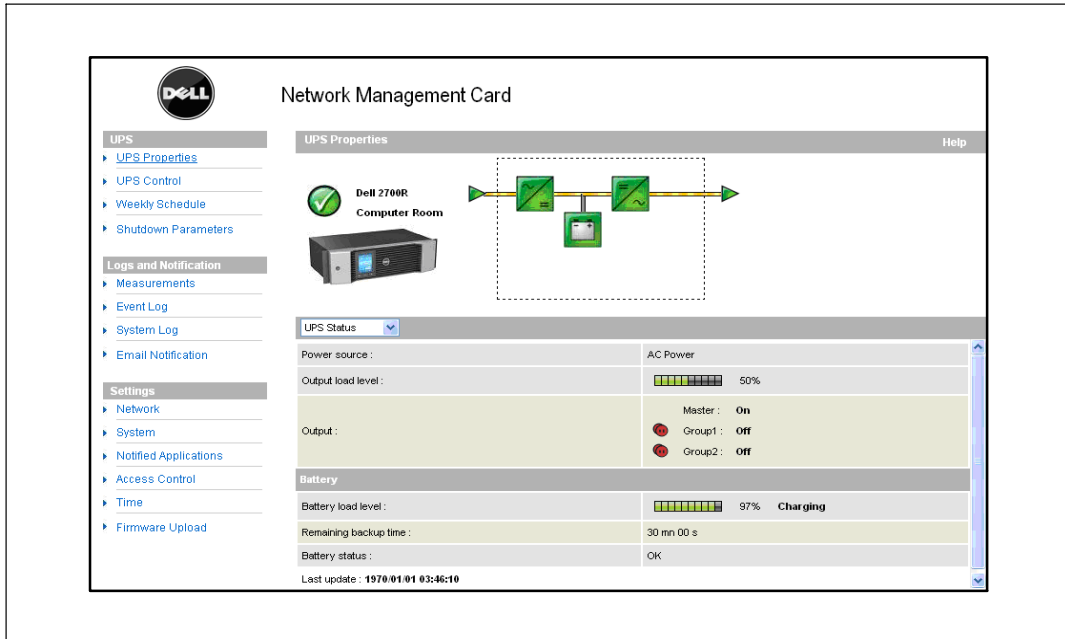 DELL
Network Management Card
UPS
UPS Properties
UPS Control
Weekly Schedule
Shutdown Parameters
Logs and Notification
Measurements
Event Log
System Log
Email Notification
Settings
Network
System
Notified Applications
Access Control
Time
Firmware Upload
UPS Properties Help
Dell 2700R
Computer Room
UPS Status
Power source : AC Power
Output load level : 50%
Output :
Master : On
Group1 : Off
Group2 : Off
Battery
Battery load level : 97% Charging
Remaining backup time : 30 mn 00 s
Battery status : OK
Last update : 1970/01/01 03:46:10